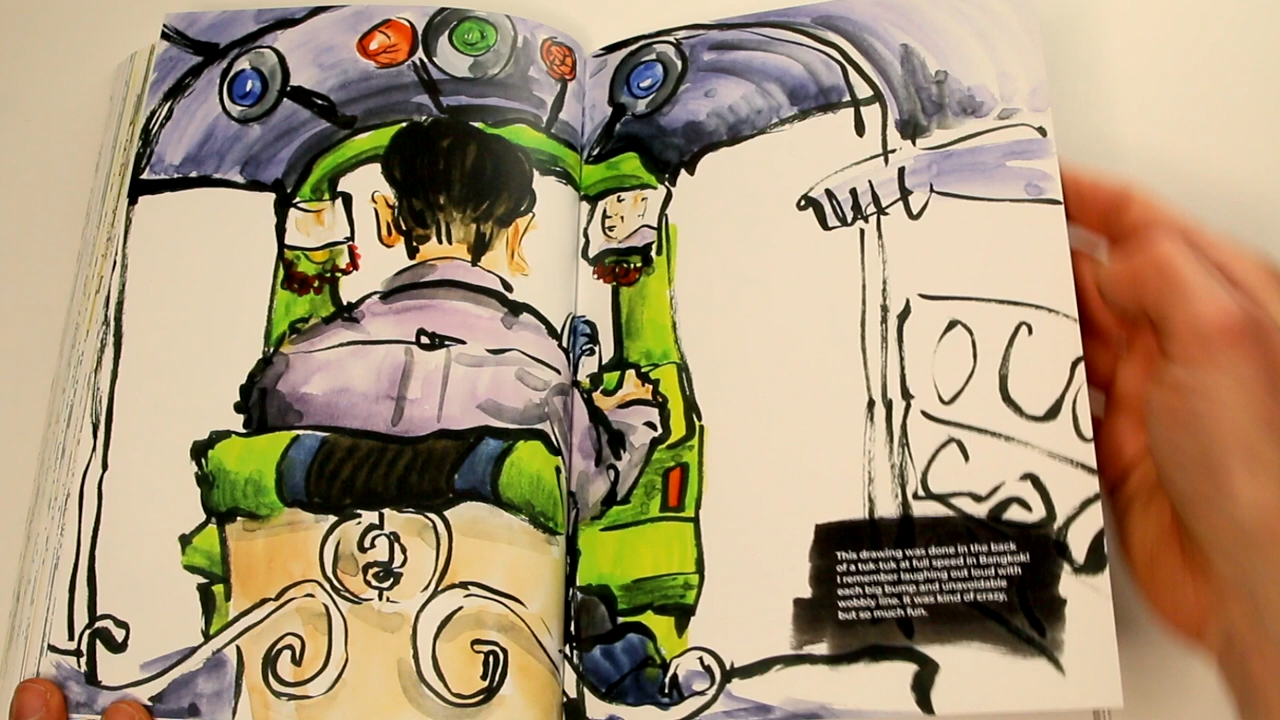 This drawing was done in the back
of a tuk-tuk at full speed in Bangkok!
I remember laughing out loud with
each big bump and unavoidable
wobbly line. It was kind of crazy,
but so much fun.